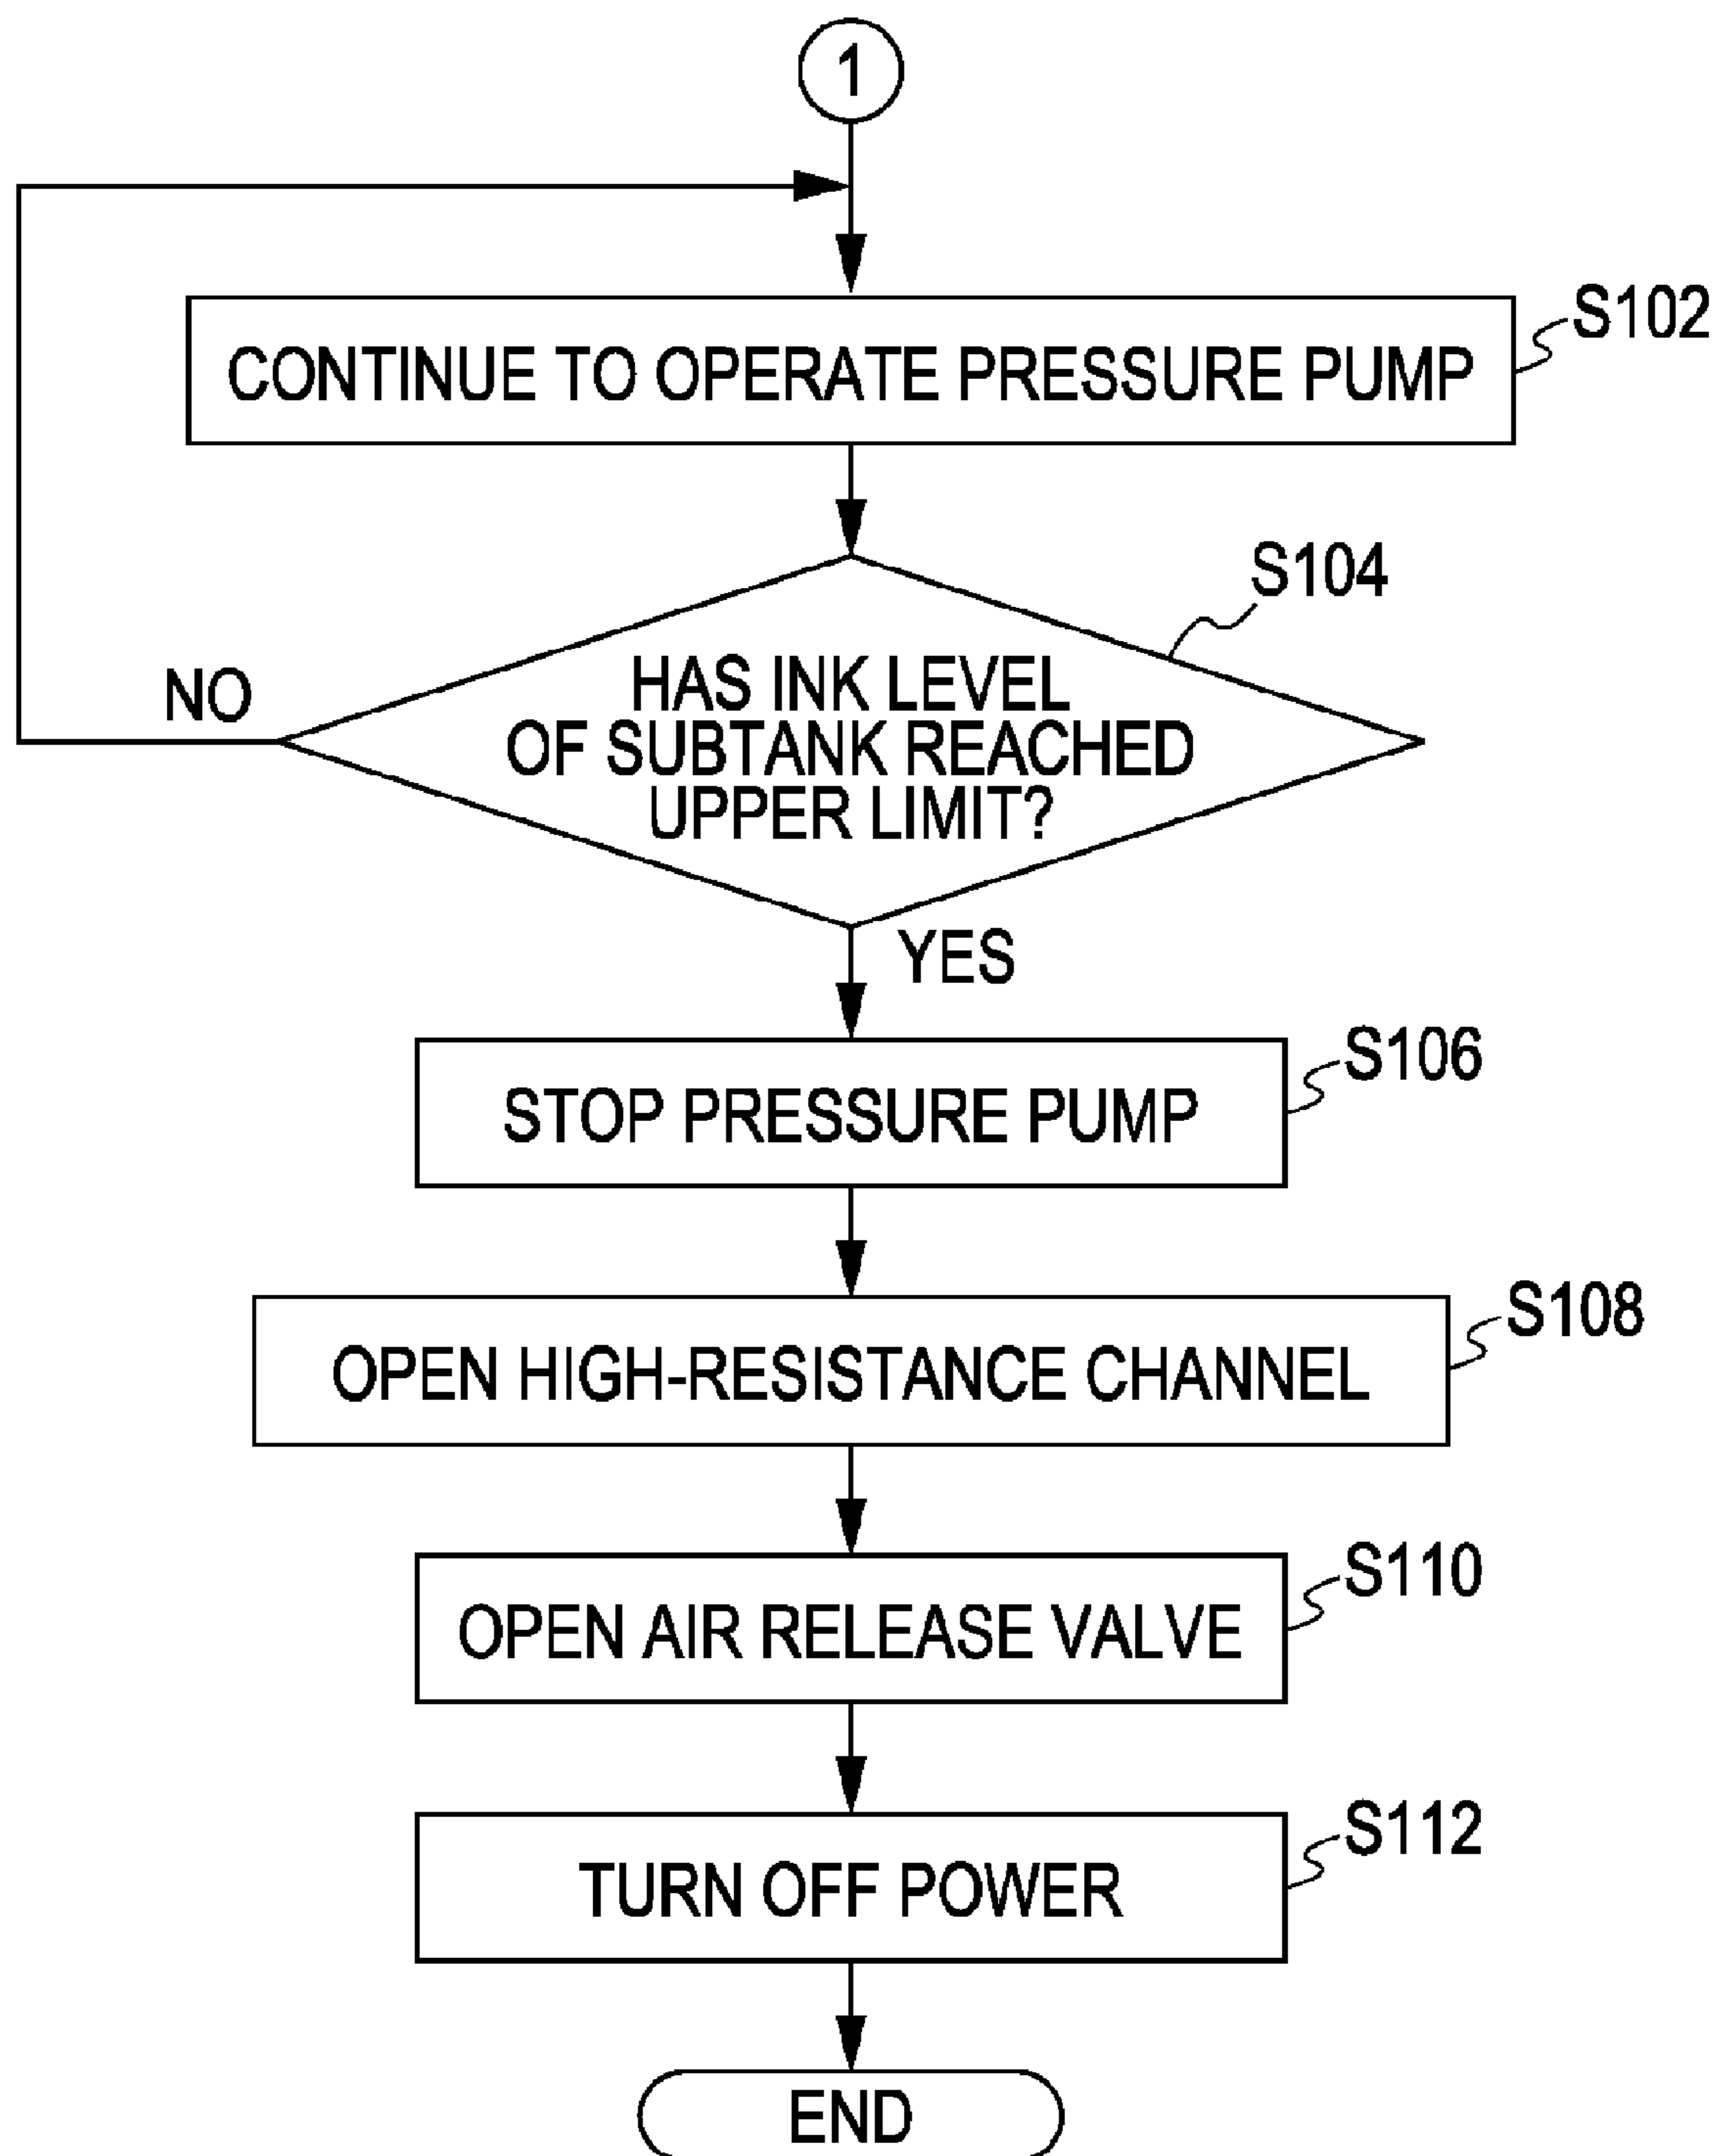 1
CONTINUE TO OPERATE PRESSURE PUMP
S102
HAS INK LEVEL
OF SUBTANK REACHED
UPPER LIMIT?
S104
NO
YES
STOP PRESSURE PUMP
S106
OPEN HIGH-RESISTANCE CHANNEL
S108
OPEN AIR RELEASE VALVE
S110
TURN OFF POWER
S112
END